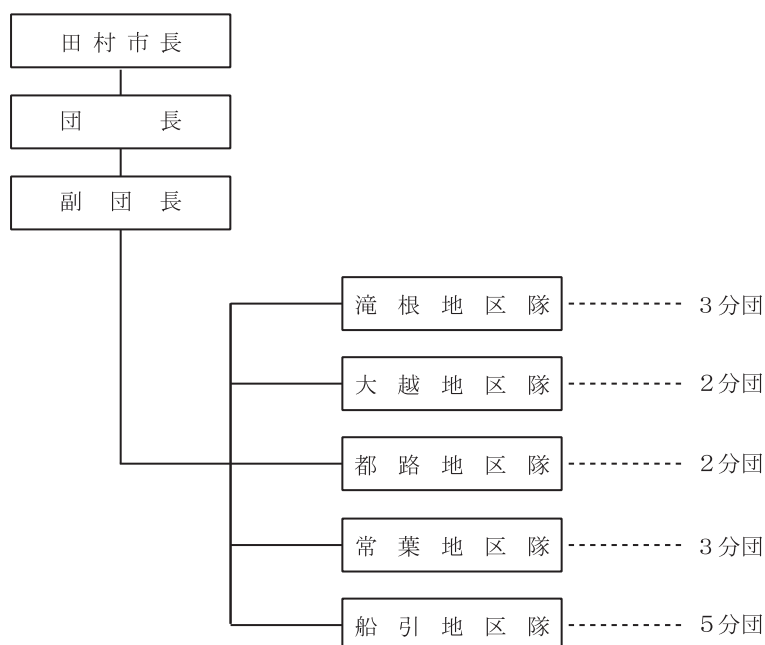 田村市長
団長
副団長
滝根地区隊 3分団
大越地区隊 2分団
都路地区隊 2分団
常葉地区隊 3分団
船引地区隊 5分団